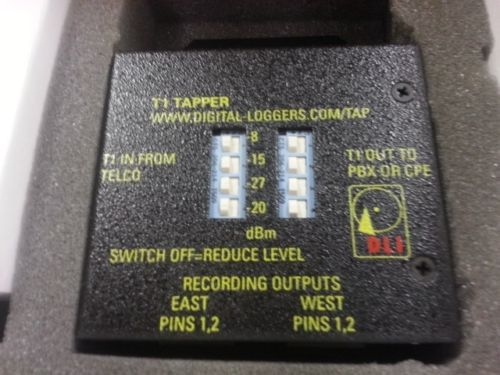 T1 TAPPER
WWW.DIGITAL-LOGGERS.COM/TAP
-8
T1 IN FROM
TELCO
-15
-27
-20
dBm
T1 OUT TO
PBX OR CPE
DLI
SWITCH OFF=REDUCE LEVEL
RECORDING OUTPUTS
EAST
PINS 1,2
WEST
PINS 1,2